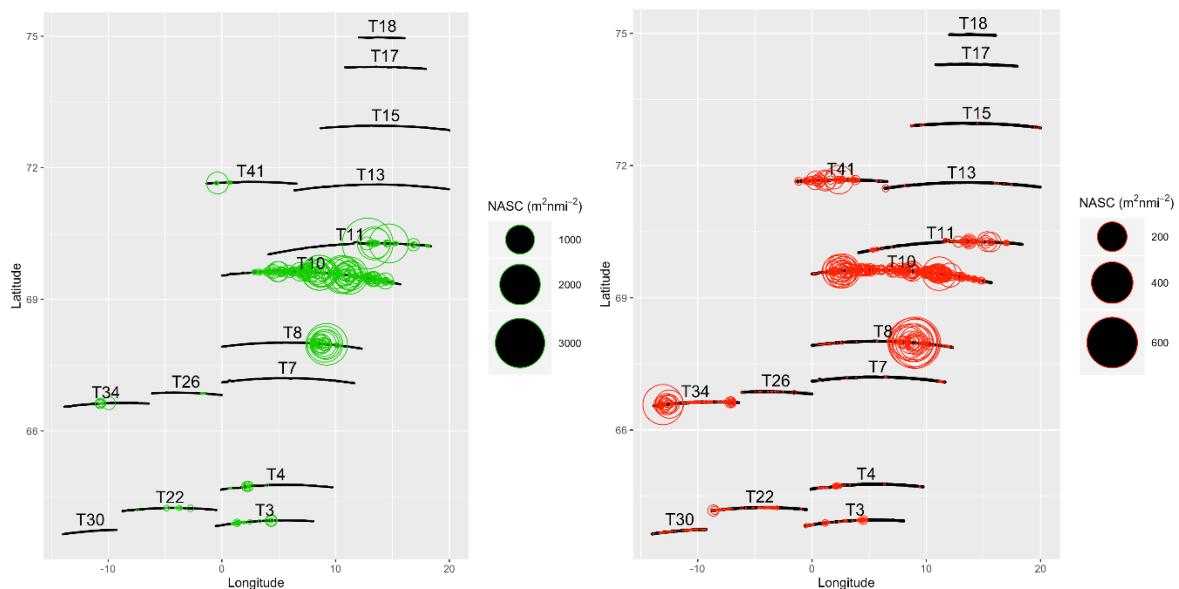 75
72
69
66
Latitude
T18
T17
T15
T41
T13
T11
T10
T8
T7
T26
T34
T4
T22
T3
T30
-10
0
10
20
Longitude
NASC (m²nmi⁻²)
1000
2000
3000
75
72
69
66
Latitude
T18
T17
T15
T41
T13
T11
T10
T8
T7
T26
T34
T4
T22
T3
T30
-10
0
10
20
Longitude
NASC (m²nmi⁻²)
200
400
600